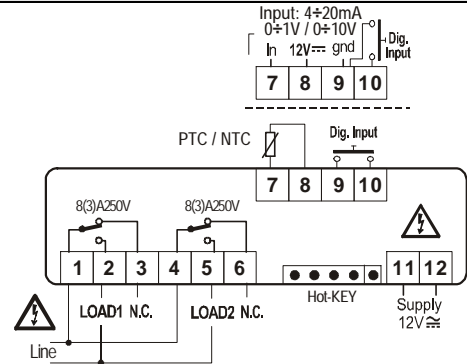 Input: 4÷20mA
0÷1V / 0÷10V
In 12V⎓ gnd
Dig.
Input
7 8 9 10
PTC / NTC
Dig. Input
7 8 9 10
8(3)A250V 8(3)A250V
1 2 3 4 5 6 11 12
LOAD1 N.C. LOAD2 N.C. Hot-KEY Supply
12V≂
Line